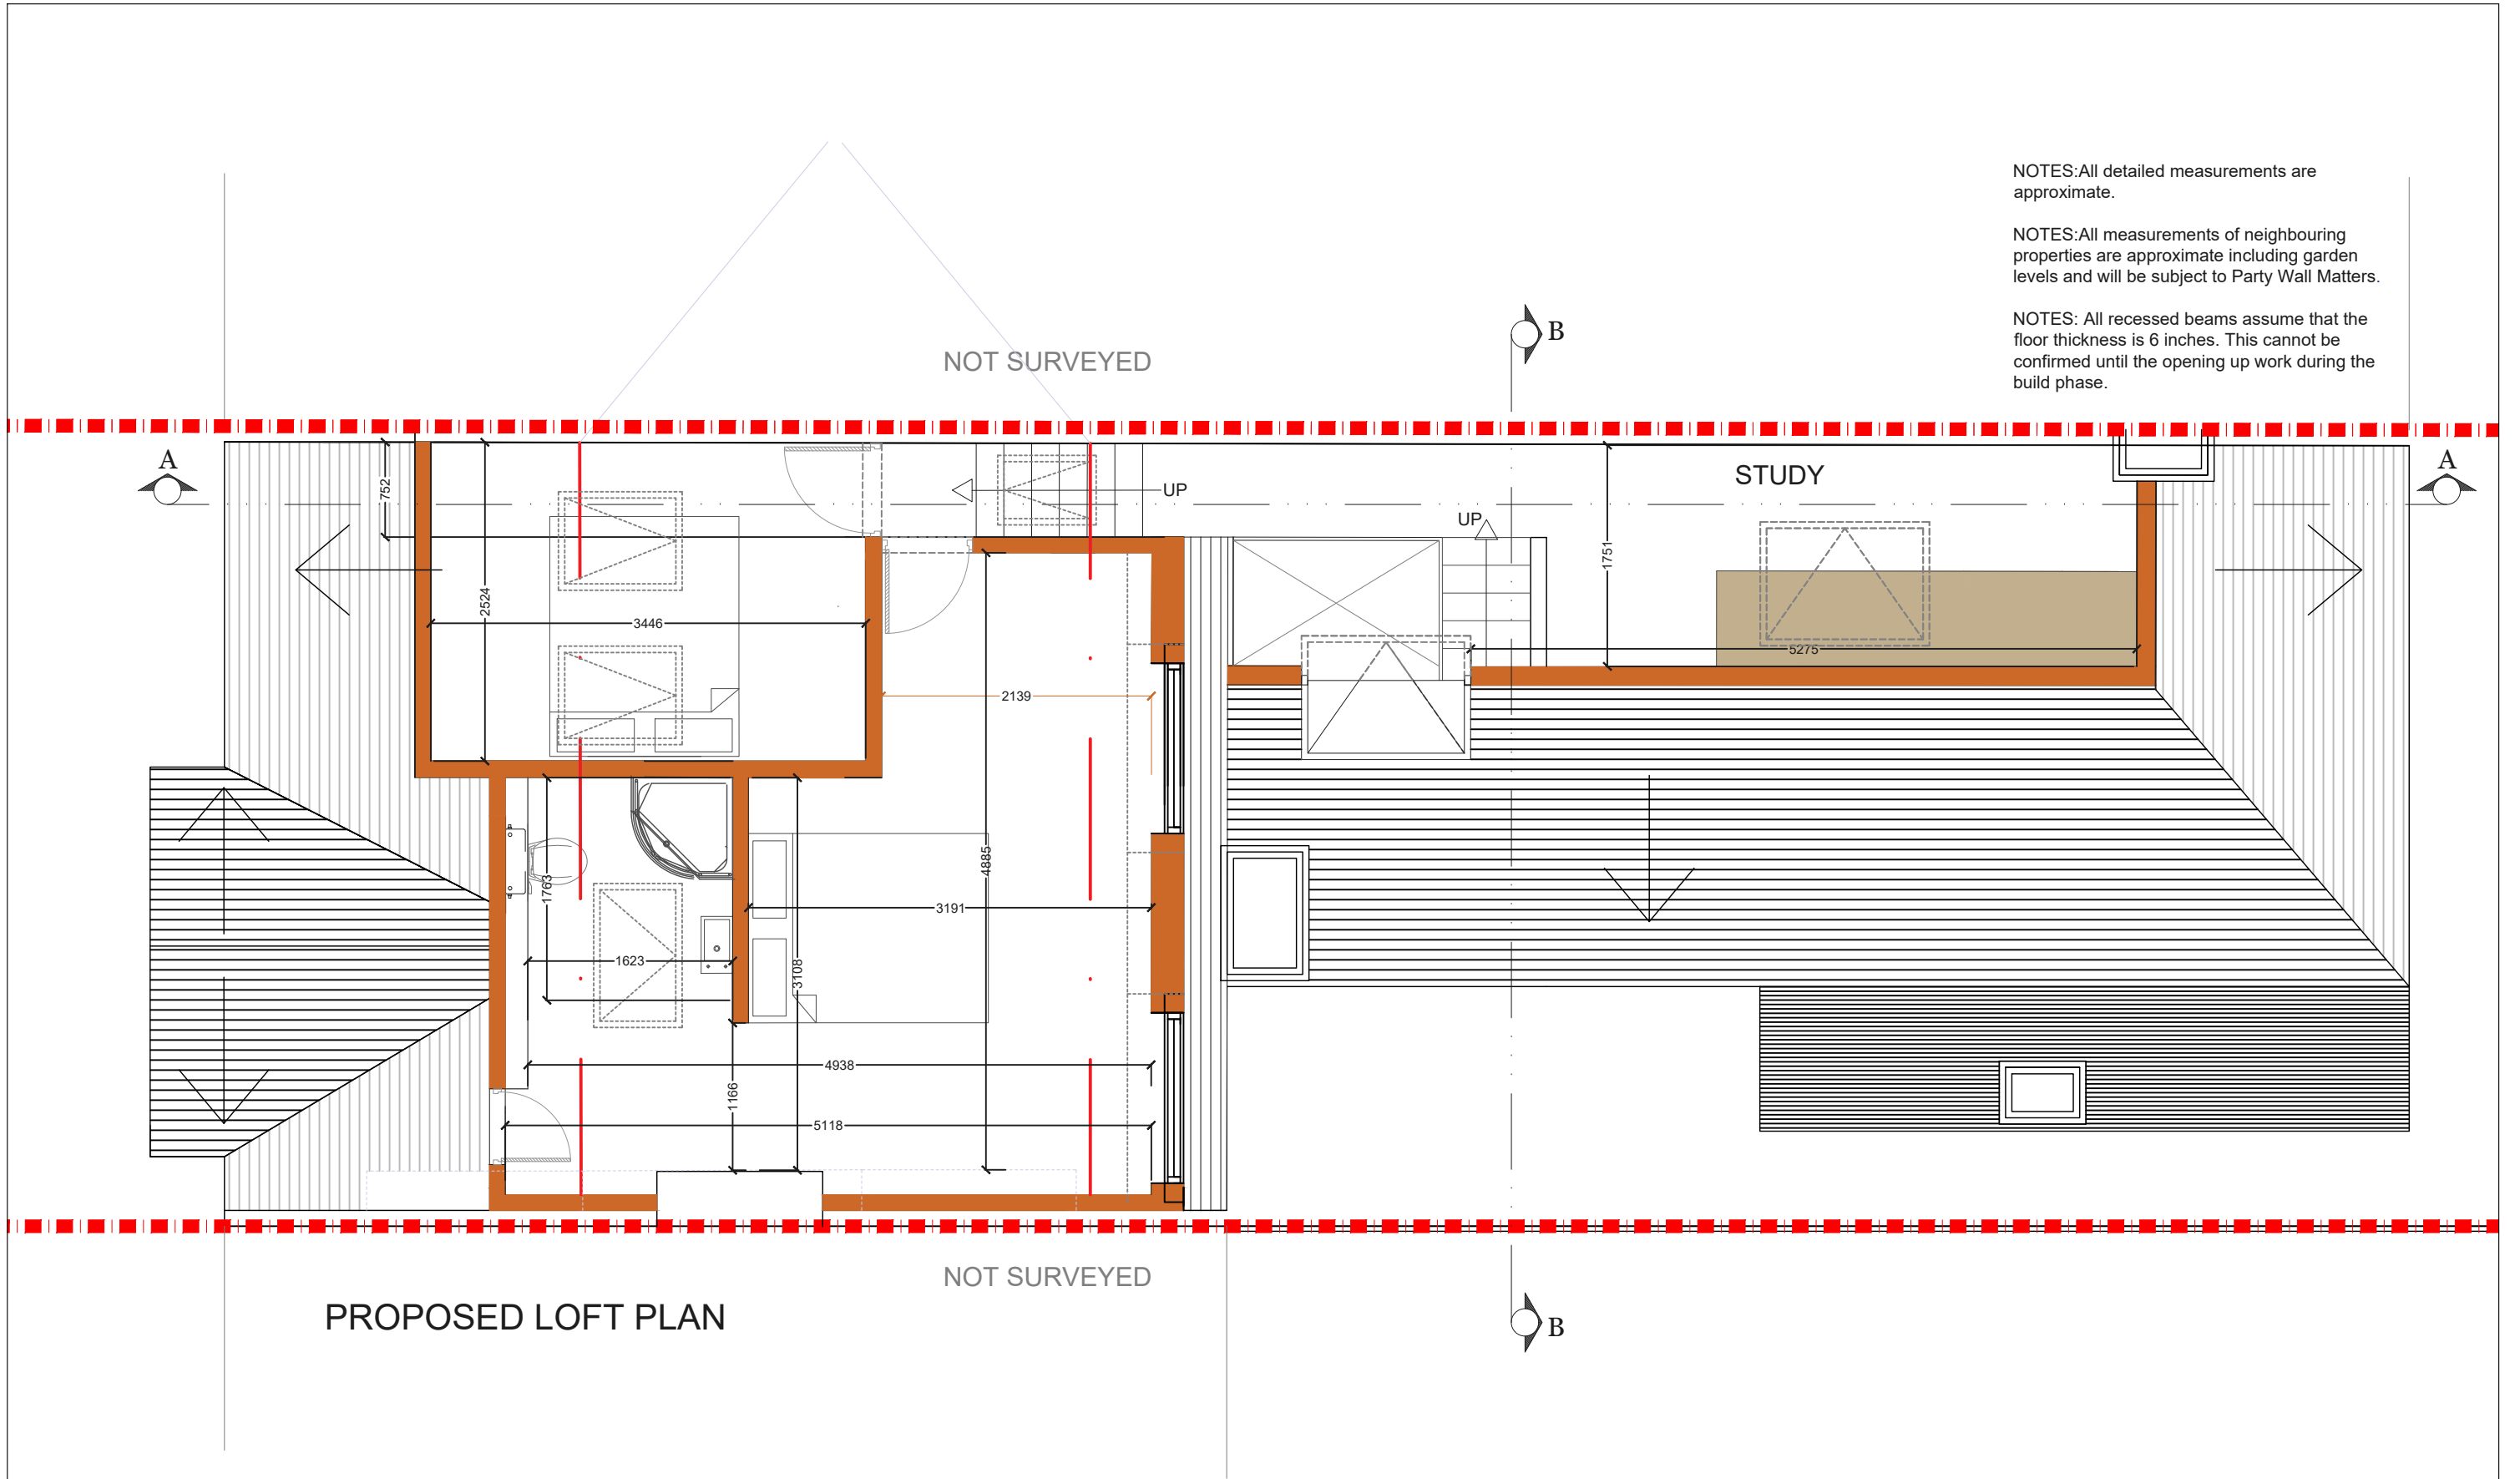 NOTES:All detailed measurements are
approximate.
NOTES:All measurements of neighbouring
properties are approximate including garden
levels and will be subject to Party Wall Matters.
NOTES: All recessed beams assume that the
floor thickness is 6 inches. This cannot be
confirmed until the opening up work during the
build phase.
B
NOT SURVEYED
A
A
STUDY
752
UP
UP
1751
2524
3446
5275
2139
1763
4885
3191
1623
3108
4938
1166
5118
NOT SURVEYED
PROPOSED LOFT PLAN
B